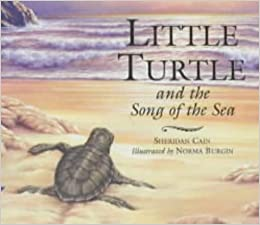 LITTLE
TURTLE
and the
Song of the Sea
SHERIDAN CAIN
Illustrated by NORMA BURGIN